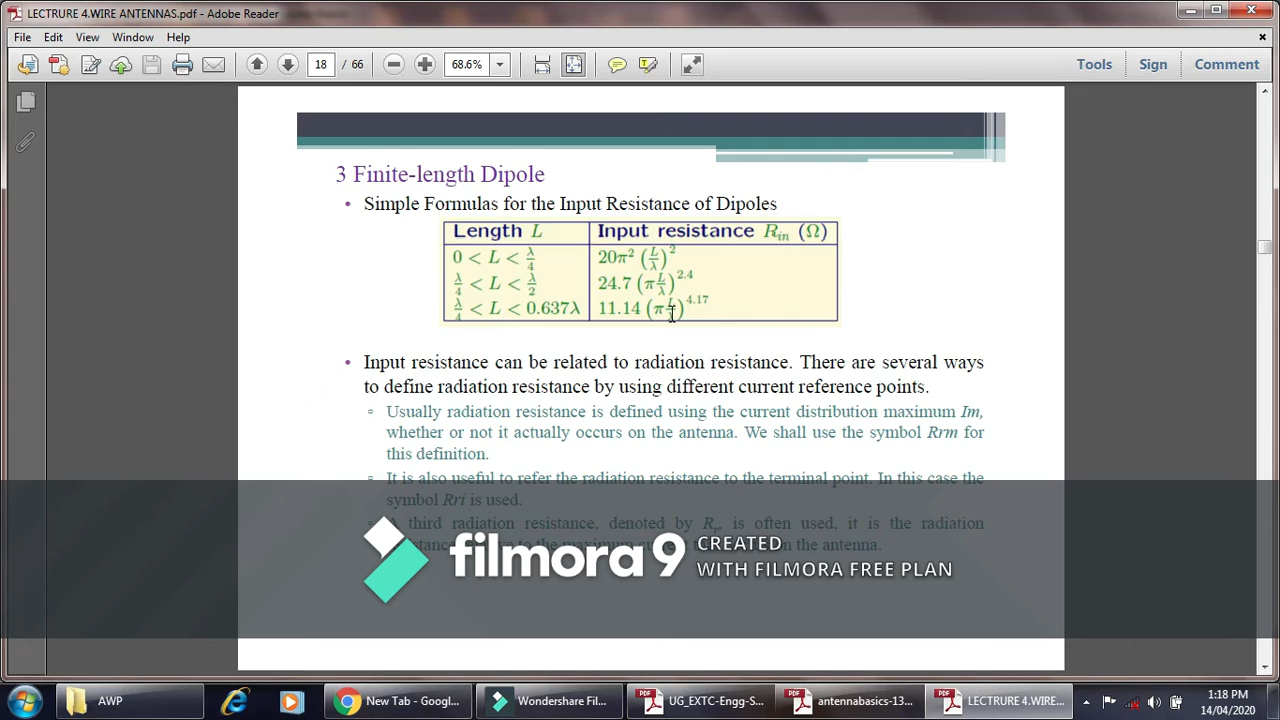 LECTRURE 4.WIRE ANTENNAS.pdf - Adobe Reader
File Edit View Window Help
18 / 66 68.6% Tools Sign Comment
3 Finite-length Dipole
• Simple Formulas for the Input Resistance of Dipoles
Length L Input resistance R_in (Ω)
0 < L < λ/4 20π² (L/λ)^2
λ/4 < L < λ/2 24.7 (π L/λ)^2.4
λ/4 < L < 0.637λ 11.14 (π L/λ)^4.17
• Input resistance can be related to radiation resistance. There are several ways
to define radiation resistance by using different current reference points.
▫ Usually radiation resistance is defined using the current distribution maximum Im,
whether or not it actually occurs on the antenna. We shall use the symbol Rrm for
this definition.
▫ It is also useful to refer the radiation resistance to the terminal point. In this case the
symbol Rri is used.
third radiation resistance, denoted by Rr, is often used, it is the radiation
to the maximum on the antenna.
filmora9 CREATED
WITH FILMORA FREE PLAN
AWP New Tab - Googl... Wondershare Fil... UG_EXTC-Engg-S... antennabasics-13... LECTRURE 4.WIRE...
1:18 PM
14/04/2020